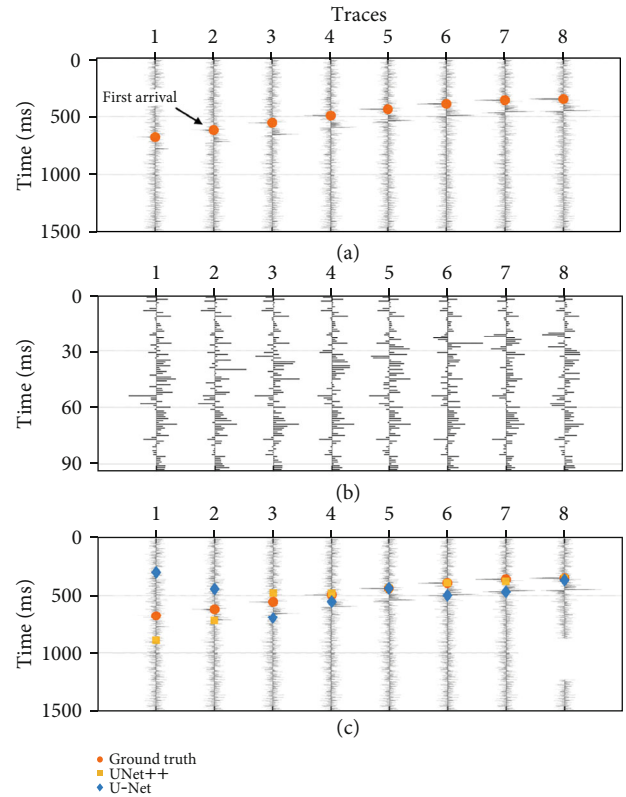 Traces
1 2 3 4 5 6 7 8
0
First arrival
500
1000
1500
Time (ms)
(a)
1 2 3 4 5 6 7 8
0
30
60
90
Time (ms)
(b)
1 2 3 4 5 6 7 8
0
500
1000
1500
Time (ms)
(c)
Ground truth
UNet++
U-Net